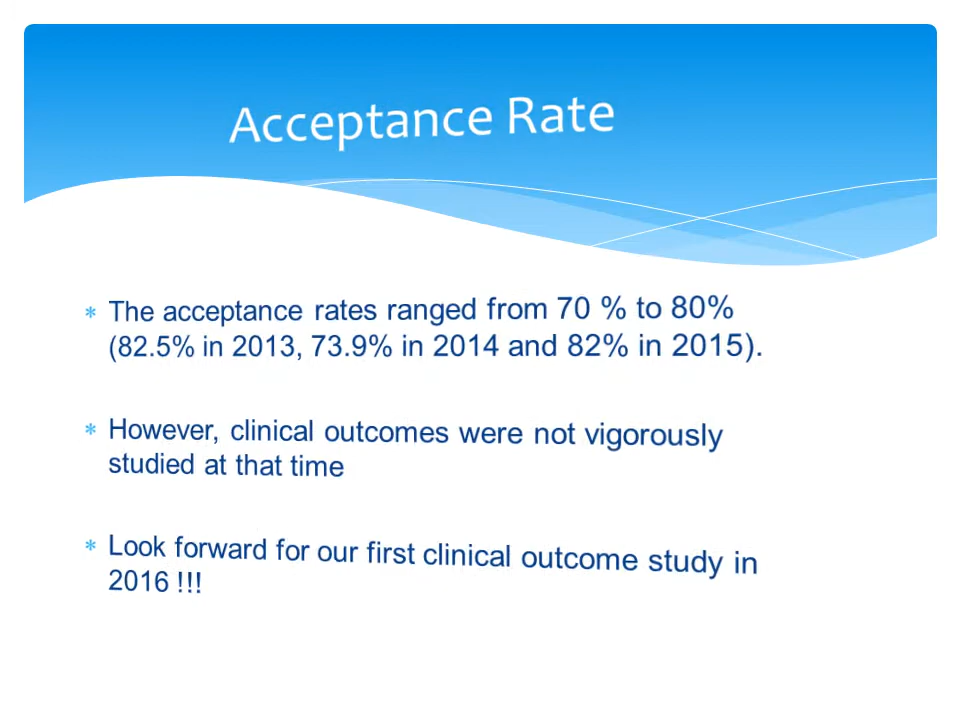 Acceptance Rate
* The acceptance rates ranged from 70 % to 80%
(82.5% in 2013, 73.9% in 2014 and 82% in 2015).
* However, clinical outcomes were not vigorously
studied at that time
* Look forward for our first clinical outcome study in
2016 !!!